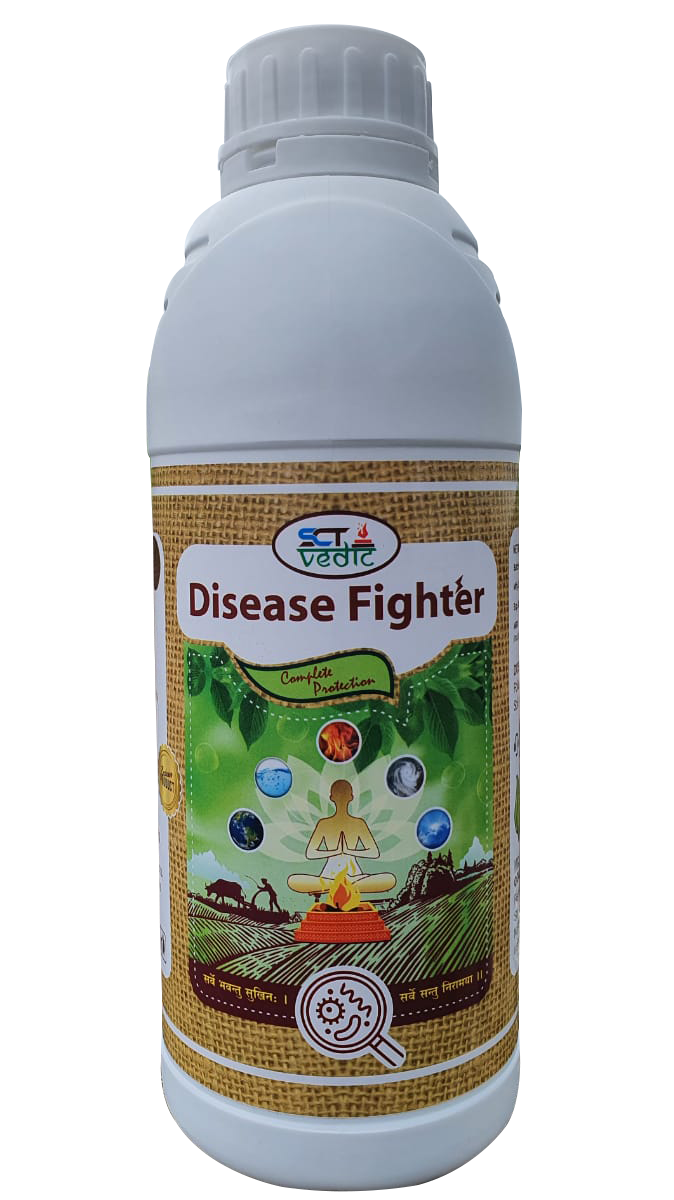 SCT
vedic
Disease Fighter
Complete
Protection
सर्वे भवन्तु सुखिनः ।
सर्वे सन्तु निरामया ।।